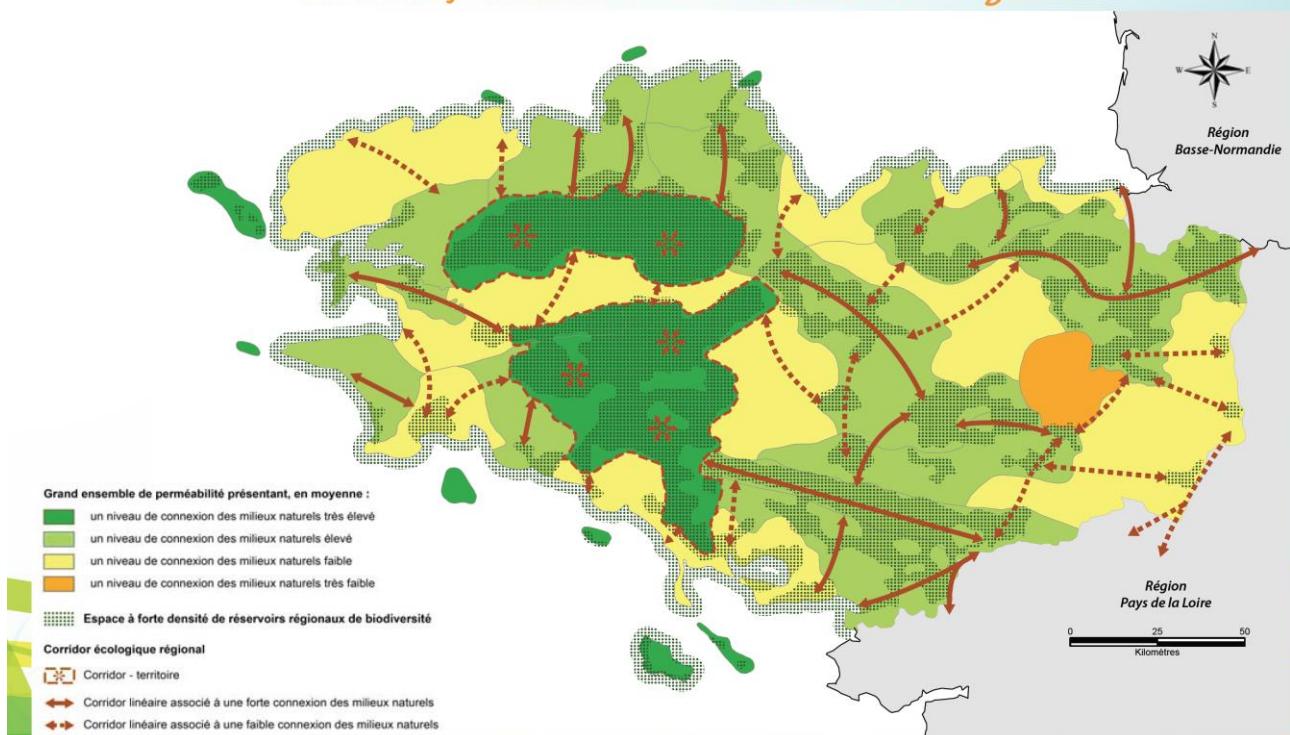 N
W
E
S
Région
Basse-Normandie
Grand ensemble de perméabilité présentant, en moyenne :
un niveau de connexion des milieux naturels très élevé
un niveau de connexion des milieux naturels élevé
un niveau de connexion des milieux naturels faible
un niveau de connexion des milieux naturels très faible
Espace à forte densité de réservoirs régionaux de biodiversité
Corridor écologique régional
Corridor - territoire
Corridor linéaire associé à une forte connexion des milieux naturels
Corridor linéaire associé à une faible connexion des milieux naturels
Région
Pays de la Loire
0 25 50
Kilomètres